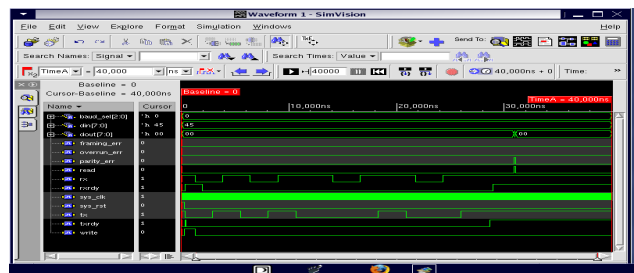 Waveform 1 - SimVision
File Edit View Explore Format Simulation Windows Help
Send To:
Search Names: Signal Search Times: Value
TimeA = 40,000 ns 40000 40,000ns + 0 Time: »
Baseline = 0
Cursor-Baseline = 40,000ns
Baseline = 0
TimeA = 40,000ns
Name Cursor 0 10,000ns 20,000ns 30,000ns
baud_sel[2:0] 'h 0 0
din[7:0] 'h 45 45
dout[7:0] 'h 00 00 00
framing_err 0
overrun_err 0
parity_err 0
read 0
rx 1
rxrdy 1
sys_clk 1
sys_rst 0
tx 1
txrdy 1
write 0